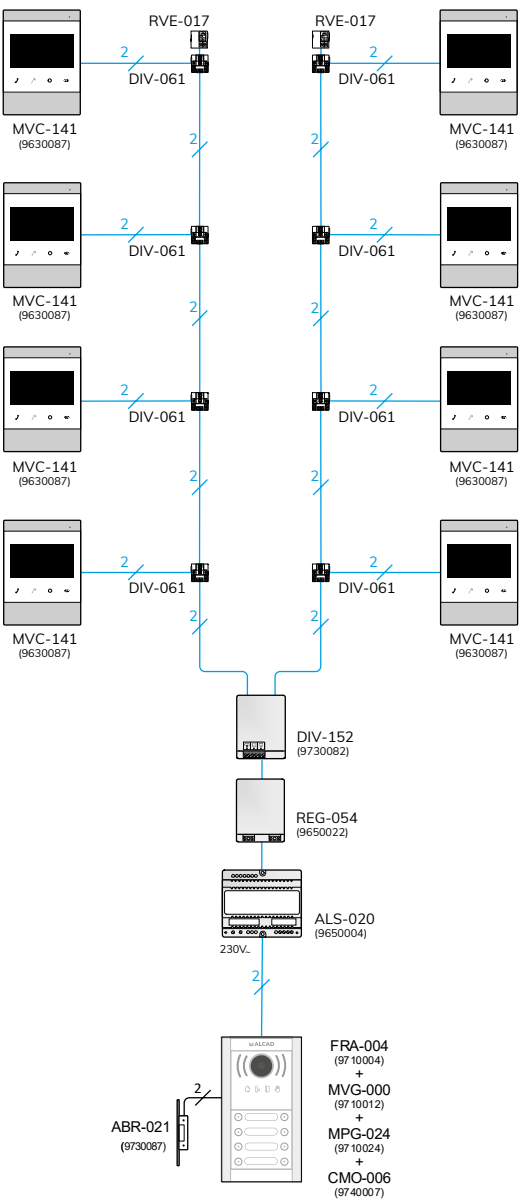 RVE-017
RVE-017
2
2
DIV-061
DIV-061
MVC-141
(9630087)
MVC-141
(9630087)
2
2
2
2
DIV-061
DIV-061
MVC-141
(9630087)
MVC-141
(9630087)
2
2
2
2
DIV-061
DIV-061
MVC-141
(9630087)
MVC-141
(9630087)
2
2
2
2
DIV-061
DIV-061
MVC-141
(9630087)
MVC-141
(9630087)
2
2
DIV-152
(9730082)
REG-054
(9650022)
ALS-020
(9650004)
230V~
2
ALCAD
FRA-004
(9710004)
+
MVG-000
(9710012)
+
MPG-024
(9710024)
+
CMO-006
(9740007)
2
ABR-021
(9730087)